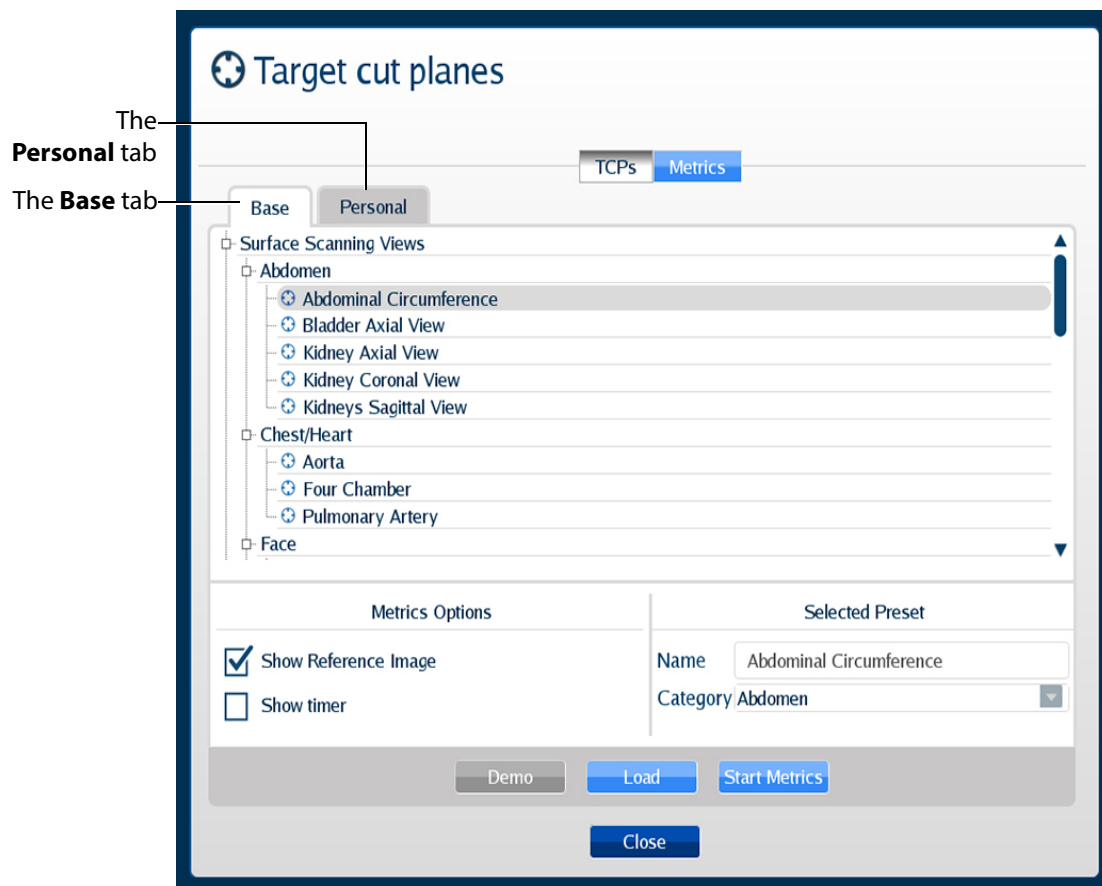 Target cut planes
The
Personal tab
The Base tab
TCPs Metrics
Base Personal
Surface Scanning Views
Abdomen
Abdominal Circumference
Bladder Axial View
Kidney Axial View
Kidney Coronal View
Kidneys Sagittal View
Chest/Heart
Aorta
Four Chamber
Pulmonary Artery
Face
Metrics Options
Show Reference Image
Show timer
Selected Preset
Name Abdominal Circumference
Category Abdomen
Demo Load Start Metrics
Close